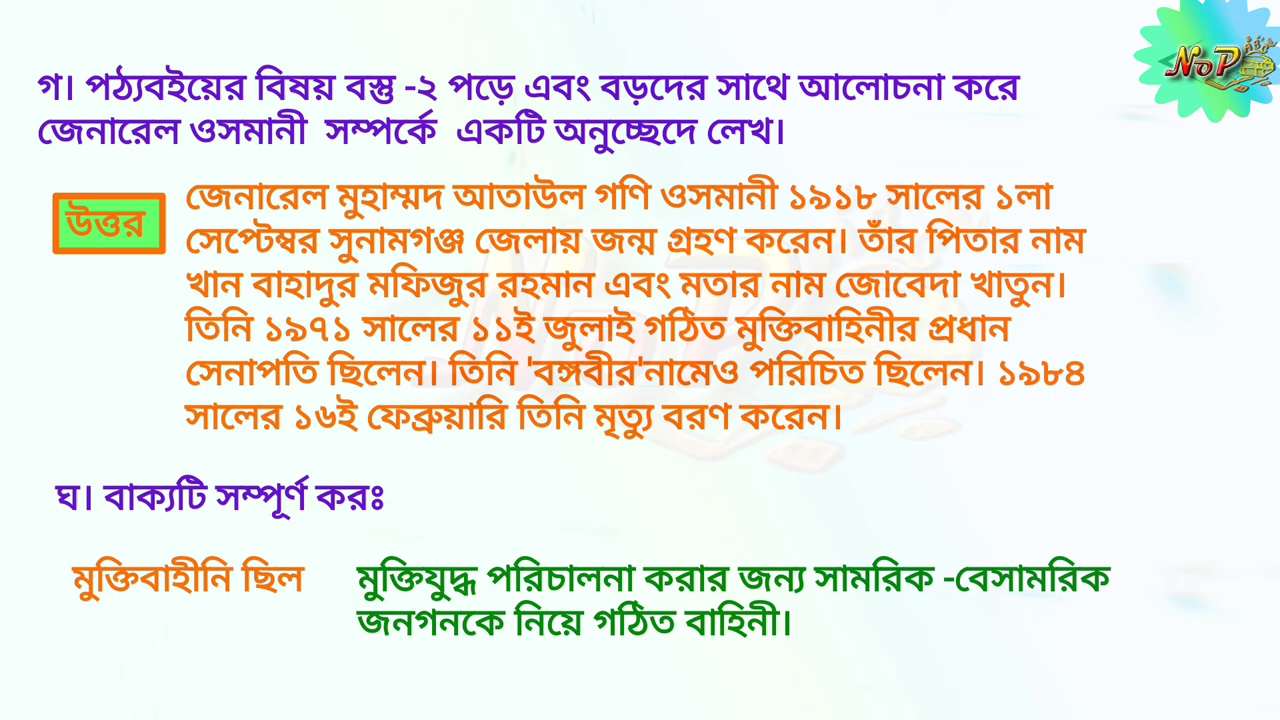 NoP
গ। পঠ্যবইয়ের বিষয় বস্তু -২ পড়ে এবং বড়দের সাথে আলোচনা করে
জেনারেল ওসমানী সম্পর্কে একটি অনুচ্ছেদে লেখ।
উত্তর
জেনারেল মুহাম্মদ আতাউল গণি ওসমানী ১৯১৮ সালের ১লা
সেপ্টেম্বর সুনামগঞ্জ জেলায় জন্ম গ্রহণ করেন। তাঁর পিতার নাম
খান বাহাদুর মফিজুর রহমান এবং মতার নাম জোবেদা খাতুন।
তিনি ১৯৭১ সালের ১১ই জুলাই গঠিত মুক্তিবাহিনীর প্রধান
সেনাপতি ছিলেন। তিনি 'বঙ্গবীর'নামেও পরিচিত ছিলেন। ১৯৮৪
সালের ১৬ই ফেব্রুয়ারি তিনি মৃত্যু বরণ করেন।
ঘ। বাক্যটি সম্পূর্ণ করঃ
মুক্তিবাহীনি ছিল মুক্তিযুদ্ধ পরিচালনা করার জন্য সামরিক -বেসামরিক
জনগনকে নিয়ে গঠিত বাহিনী।